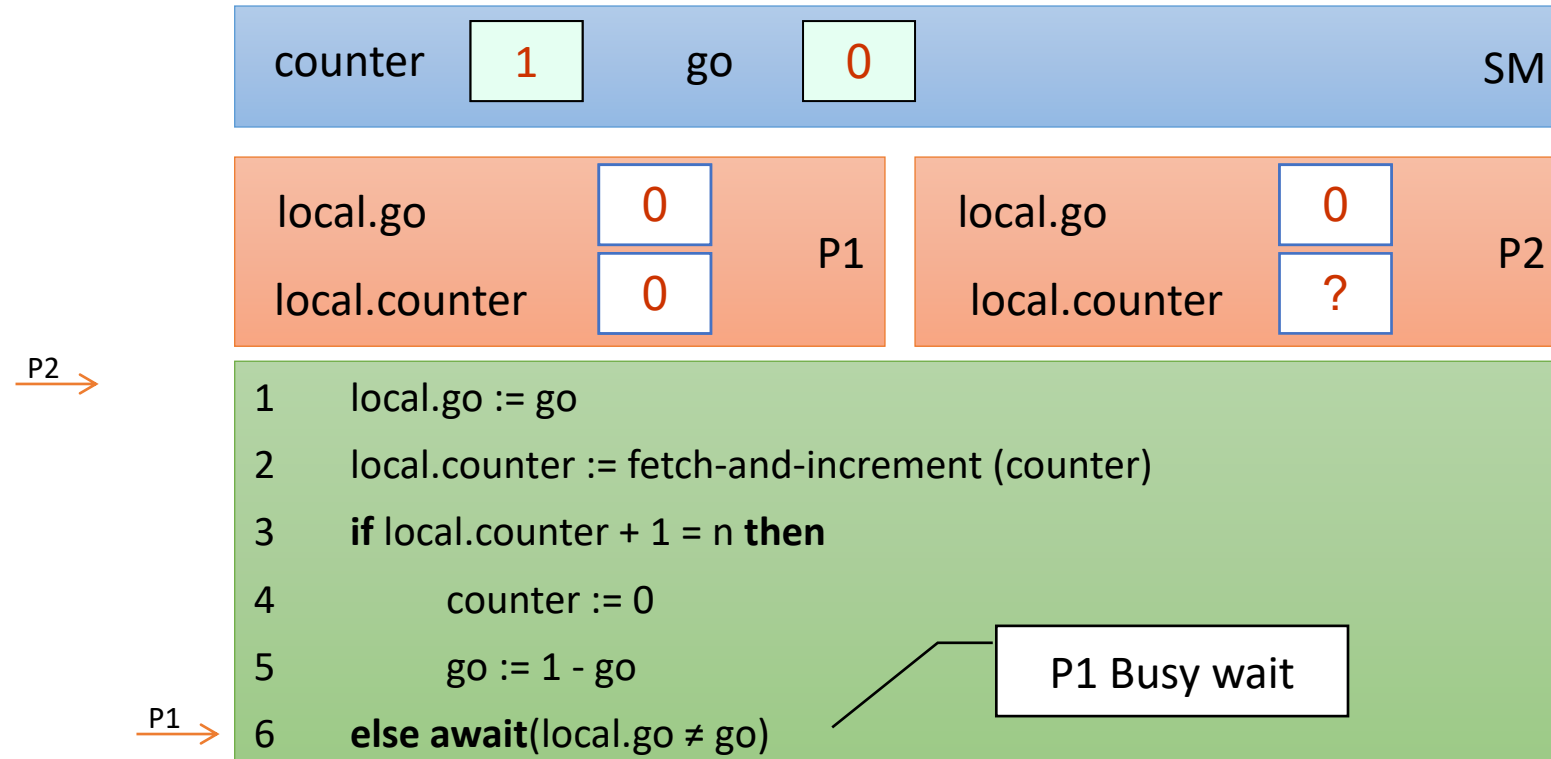 counter 1 go 0 SM
local.go 0 local.go 0
P1 P2
local.counter 0 local.counter ?
P2
1 local.go := go
2 local.counter := fetch-and-increment (counter)
3 if local.counter + 1 = n then
4 counter := 0
5 go := 1 - go
P1 Busy wait
P1
6 else await(local.go ≠ go)